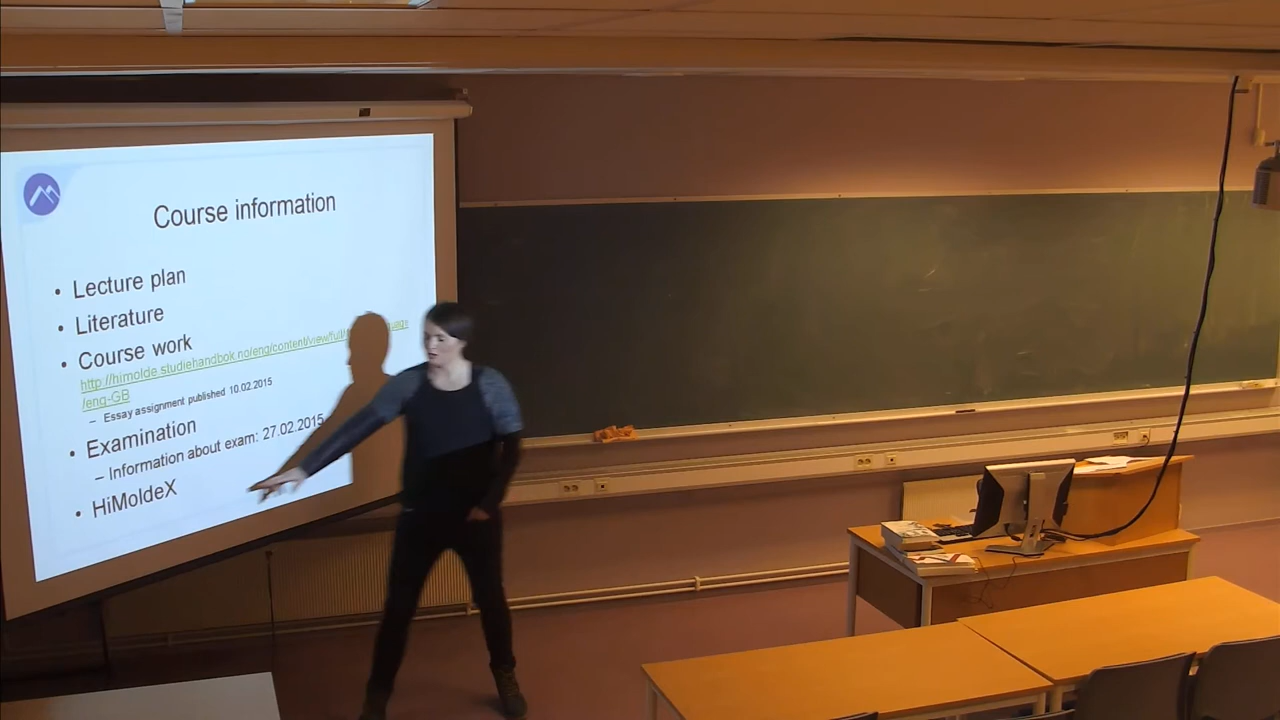 Course information
• Lecture plan
• Literature
• Course work
http://himolde.studiehandbok.no/eng/content/view/full/
/eng-GB
– Essay assignment published 10.02.2015
• Examination
– Information about exam: 27.02.2015
• HiMoldeX